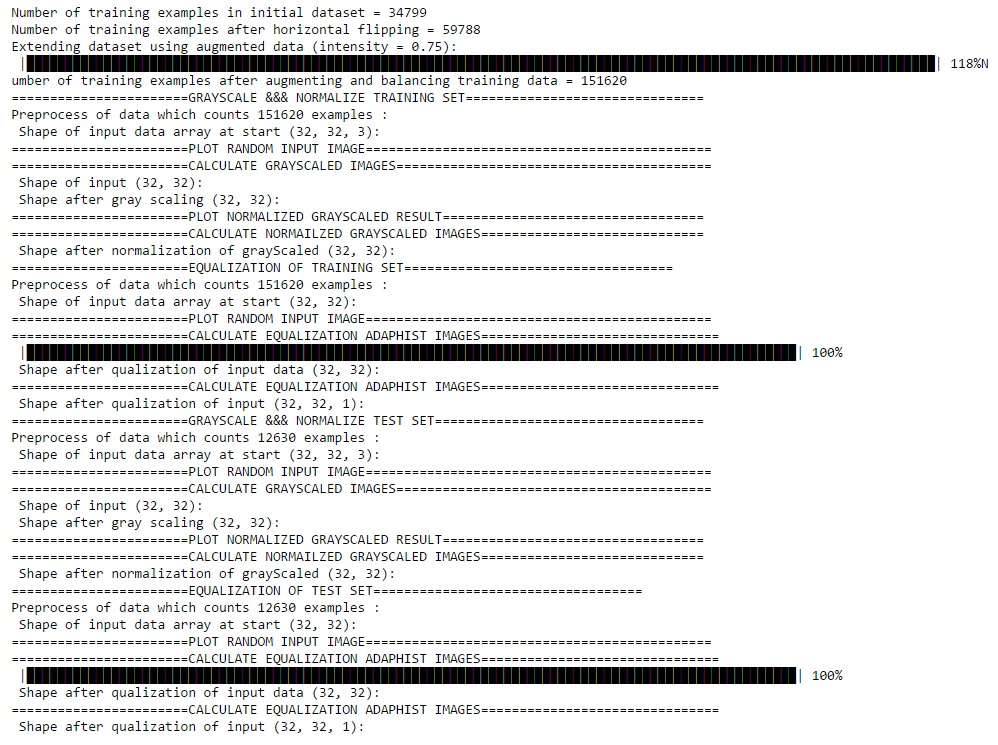 Number of training examples in initial dataset = 34799
Number of training examples after horizontal flipping = 59788
Extending dataset using augmented data (intensity = 0.75):
| | 118%N
umber of training examples after augmenting and balancing training data = 151620
=======================GRAYSCALE &&& NORMALIZE TRAINING SET===============================
Preprocess of data which counts 151620 examples :
Shape of input data array at start (32, 32, 3):
=======================PLOT RANDOM INPUT IMAGE=============================================
=======================CALCULATE GRAYSCALED IMAGES=========================================
Shape of input (32, 32):
Shape after gray scaling (32, 32):
=======================PLOT NORMALIZED GRAYSCALED RESULT==================================
=======================CALCULATE NORMAILZED GRAYSCALED IMAGES=============================
Shape after normalization of grayScaled (32, 32):
=======================EQUALIZATION OF TRAINING SET===================================
Preprocess of data which counts 151620 examples :
Shape of input data array at start (32, 32):
=======================PLOT RANDOM INPUT IMAGE=============================================
=======================CALCULATE EQUALIZATION ADAPHIST IMAGES===============================
| | 100%
Shape after qualization of input data (32, 32):
=======================CALCULATE EQUALIZATION ADAPHIST IMAGES===============================
Shape after qualization of input (32, 32, 1):
=======================GRAYSCALE &&& NORMALIZE TEST SET===================================
Preprocess of data which counts 12630 examples :
Shape of input data array at start (32, 32, 3):
=======================PLOT RANDOM INPUT IMAGE=============================================
=======================CALCULATE GRAYSCALED IMAGES=========================================
Shape of input (32, 32):
Shape after gray scaling (32, 32):
=======================PLOT NORMALIZED GRAYSCALED RESULT==================================
=======================CALCULATE NORMAILZED GRAYSCALED IMAGES=============================
Shape after normalization of grayScaled (32, 32):
=======================EQUALIZATION OF TEST SET===================================
Preprocess of data which counts 12630 examples :
Shape of input data array at start (32, 32):
=======================PLOT RANDOM INPUT IMAGE=============================================
=======================CALCULATE EQUALIZATION ADAPHIST IMAGES===============================
| | 100%
Shape after qualization of input data (32, 32):
=======================CALCULATE EQUALIZATION ADAPHIST IMAGES===============================
Shape after qualization of input (32, 32, 1):